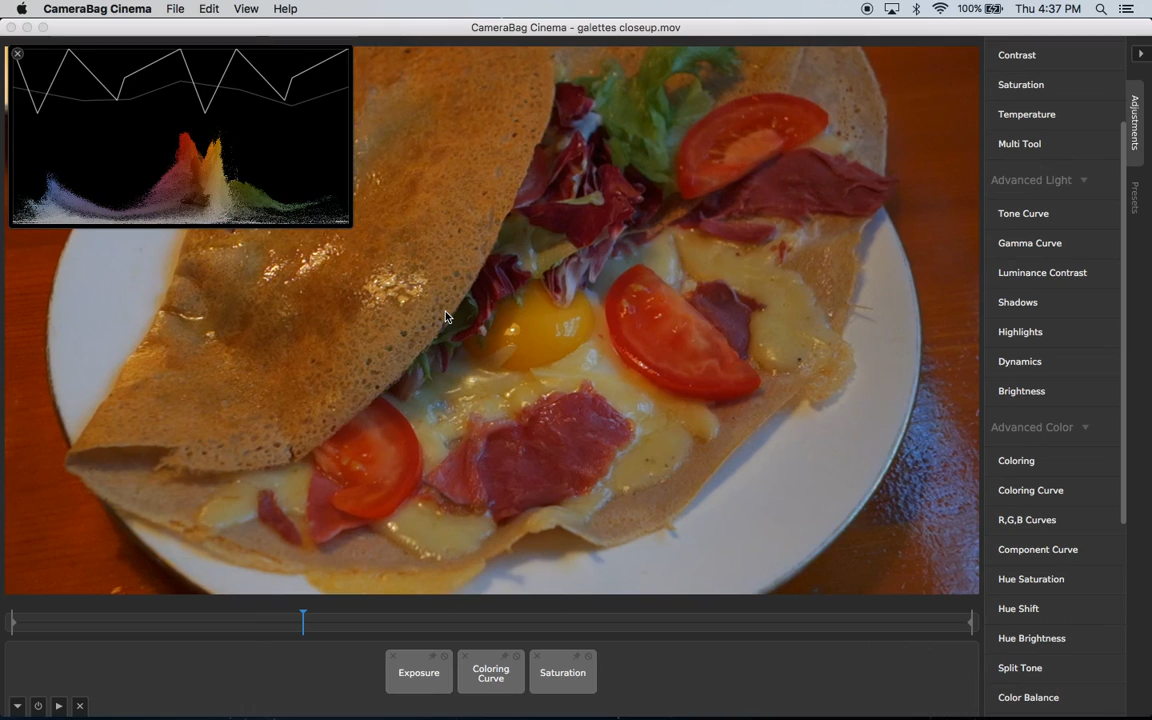 CameraBag Cinema File Edit View Help 100% Thu 4:37 PM
CameraBag Cinema - galettes closeup.mov
Contrast
Saturation
Temperature
Multi Tool
Advanced Light
Tone Curve
Gamma Curve
Luminance Contrast
Shadows
Highlights
Dynamics
Brightness
Advanced Color
Coloring
Coloring Curve
R,G,B Curves
Component Curve
Hue Saturation
Hue Shift
Hue Brightness
Split Tone
Color Balance
Adjustments
Presets
Exposure
Coloring
Curve
Saturation